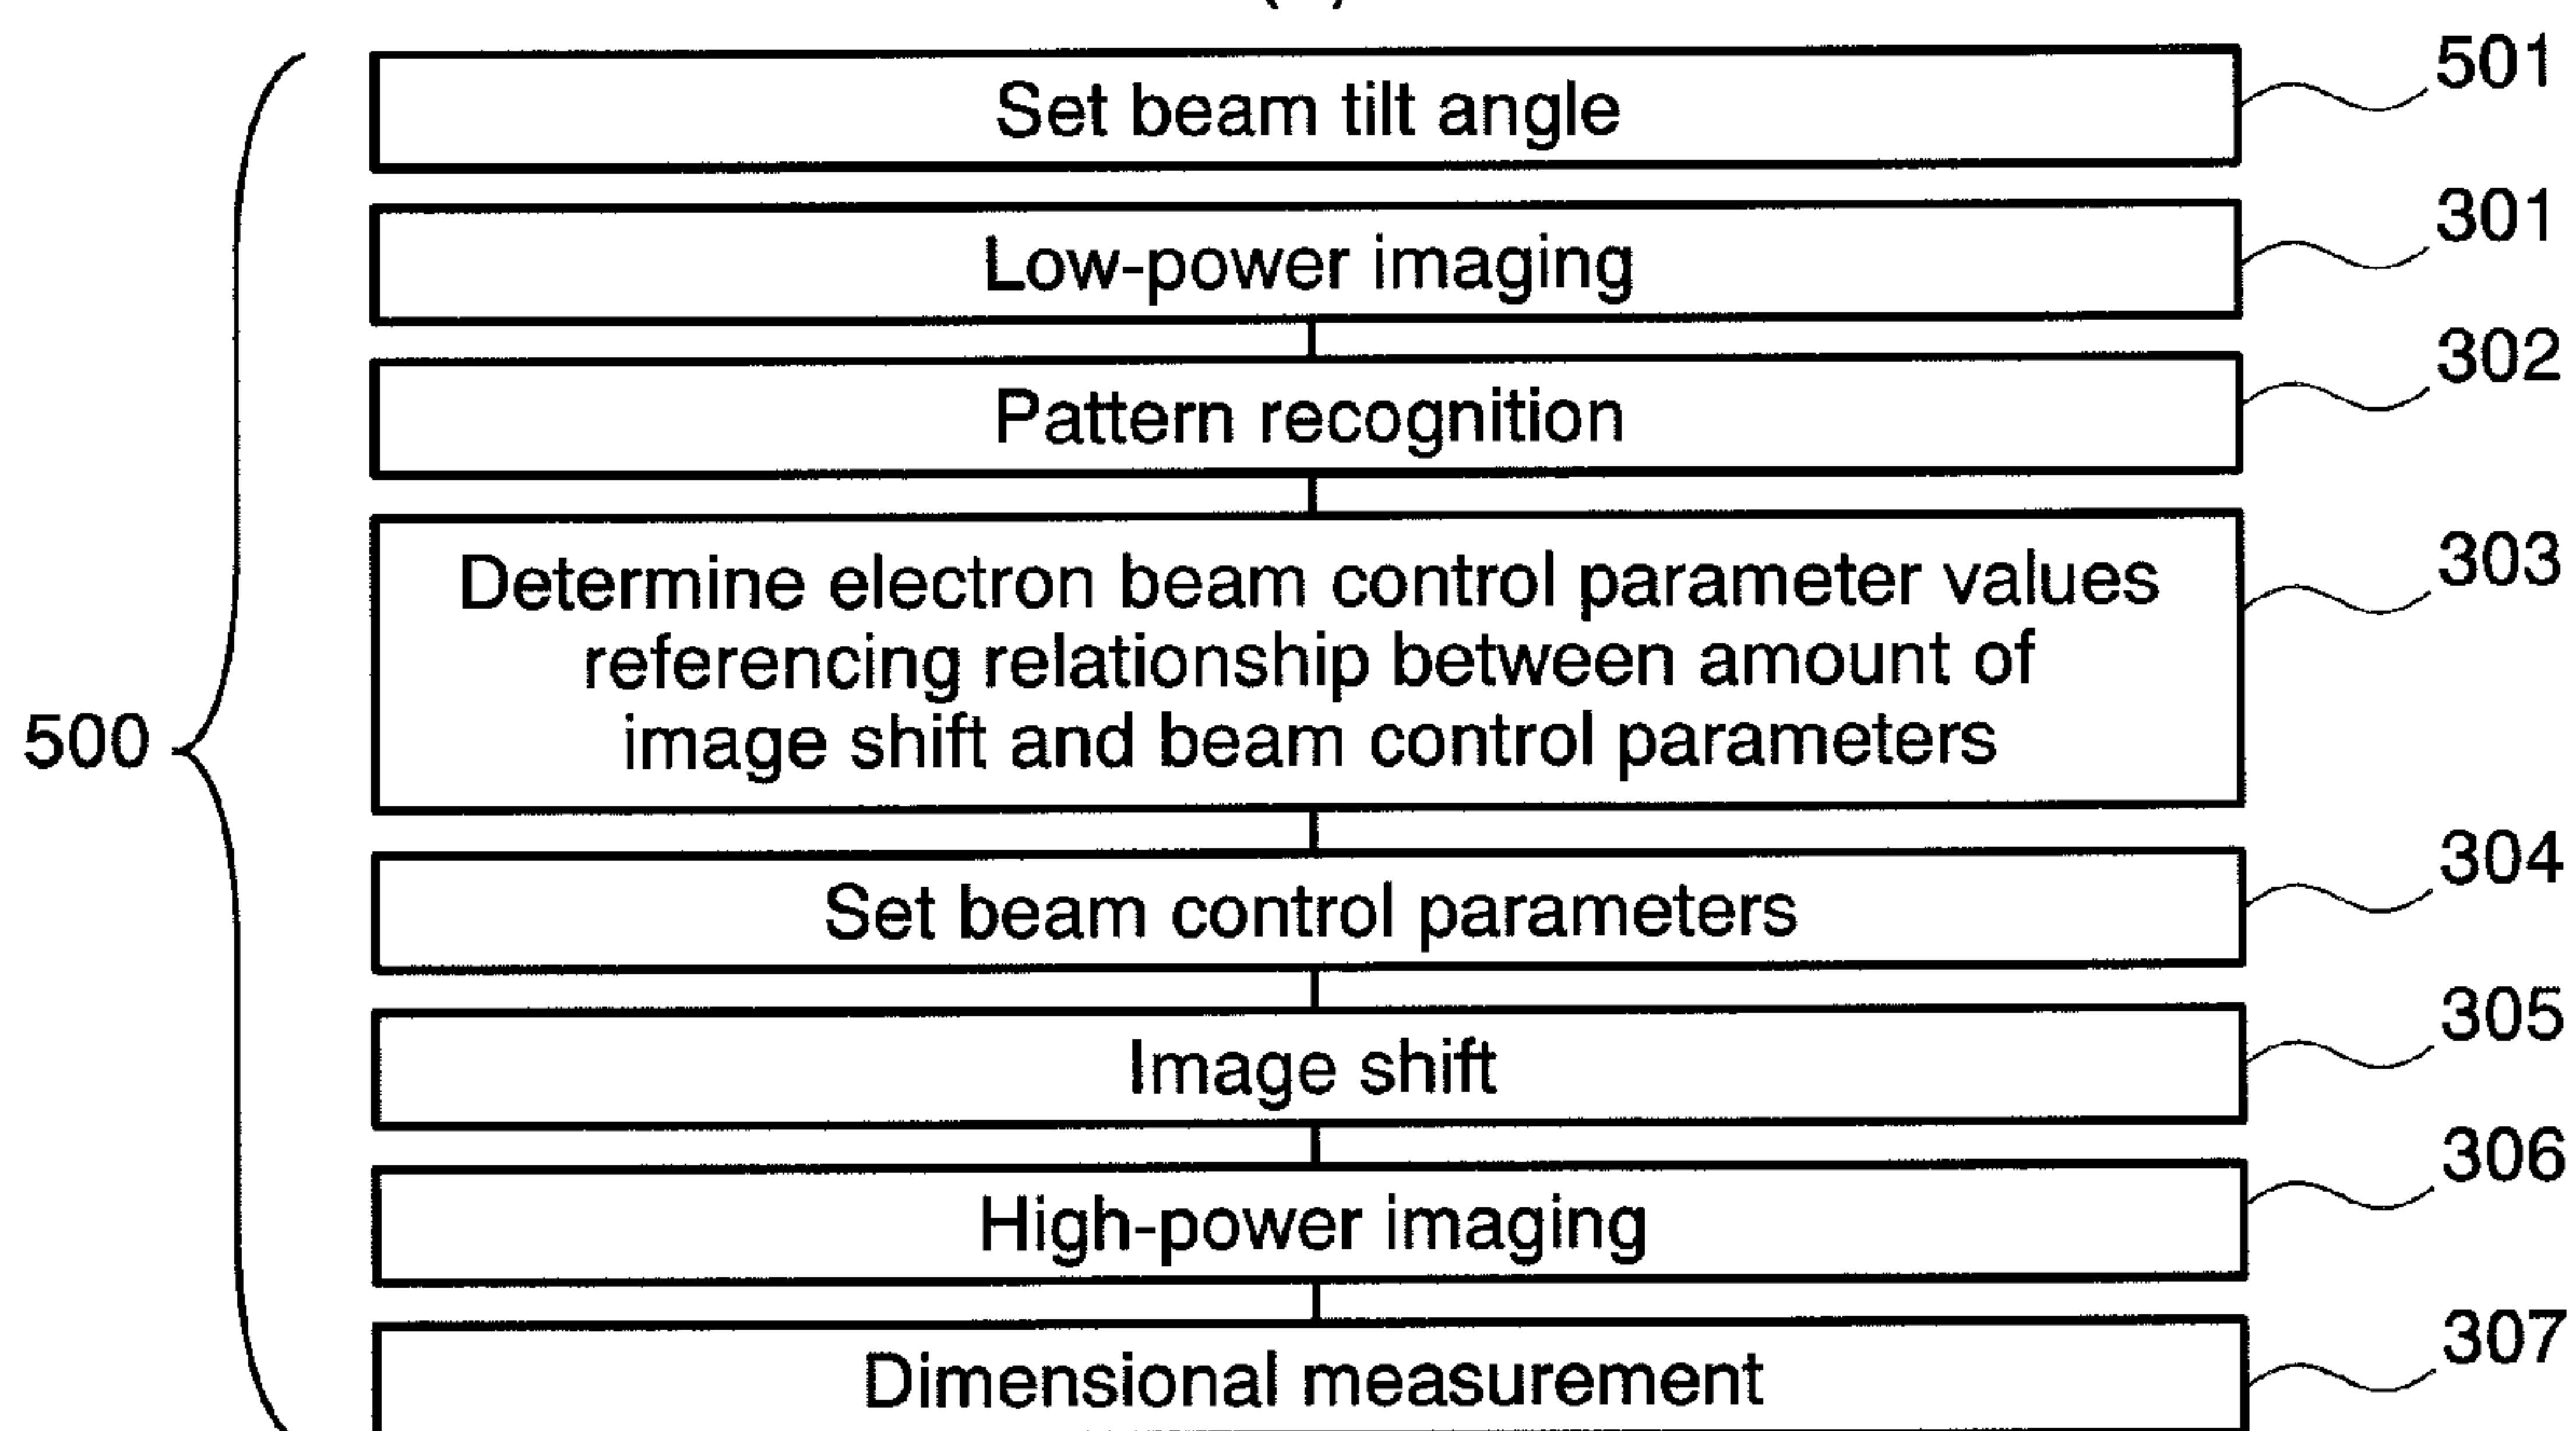 Set beam tilt angle 501
Low-power imaging 301
Pattern recognition 302
Determine electron beam control parameter values 303
referencing relationship between amount of
image shift and beam control parameters
500
Set beam control parameters 304
Image shift 305
High-power imaging 306
Dimensional measurement 307